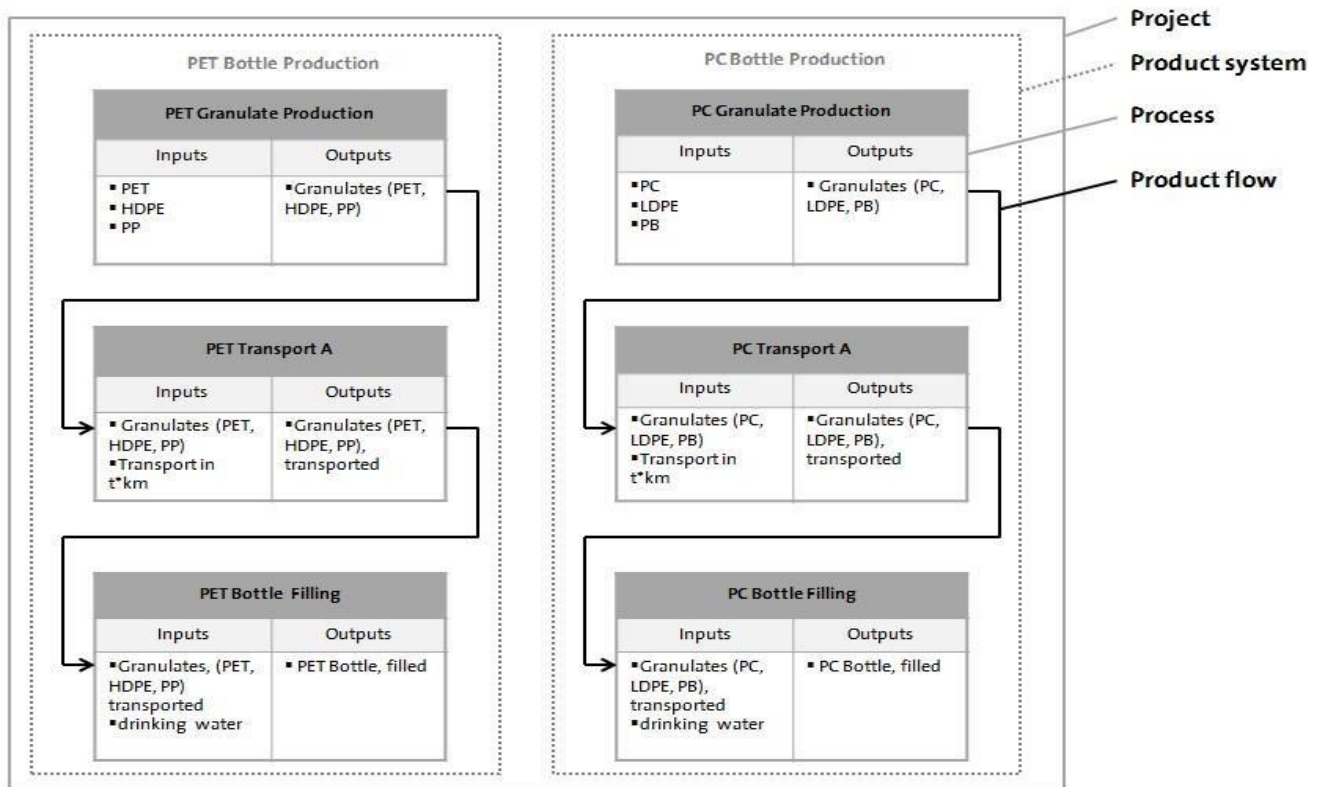 PET Bottle Production
PET Granulate Production
Inputs
Outputs
▪ PET
▪ HDPE
▪ PP
▪Granulates (PET,
HDPE, PP)
PET Transport A
Inputs
Outputs
▪ Granulates (PET,
HDPE, PP)
▪Transport in
t*km
▪Granulates (PET,
HDPE, PP),
transported
PET Bottle Filling
Inputs
Outputs
▪Granulates, (PET,
HDPE, PP)
transported
▪drinking water
▪ PET Bottle, filled
PC Bottle Production
PC Granulate Production
Inputs
Outputs
▪PC
▪LDPE
▪PB
▪ Granulates (PC,
LDPE, PB)
PC Transport A
Inputs
Outputs
▪Granulates (PC,
LDPE, PB)
▪Transport in
t*km
▪Granulates (PC,
LDPE, PB),
transported
PC Bottle Filling
Inputs
Outputs
▪Granulates (PC,
LDPE, PB),
transported
▪drinking water
▪ PC Bottle, filled
Project
Product system
Process
Product flow